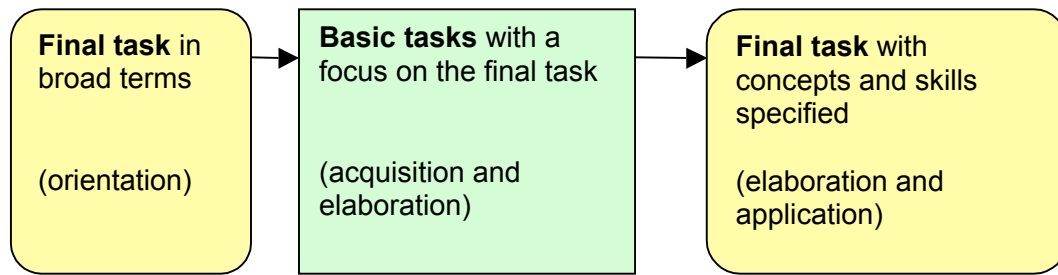 Final task in
broad terms
(orientation)
Basic tasks with a
focus on the final task
(acquisition and
elaboration)
Final task with
concepts and skills
specified
(elaboration and
application)